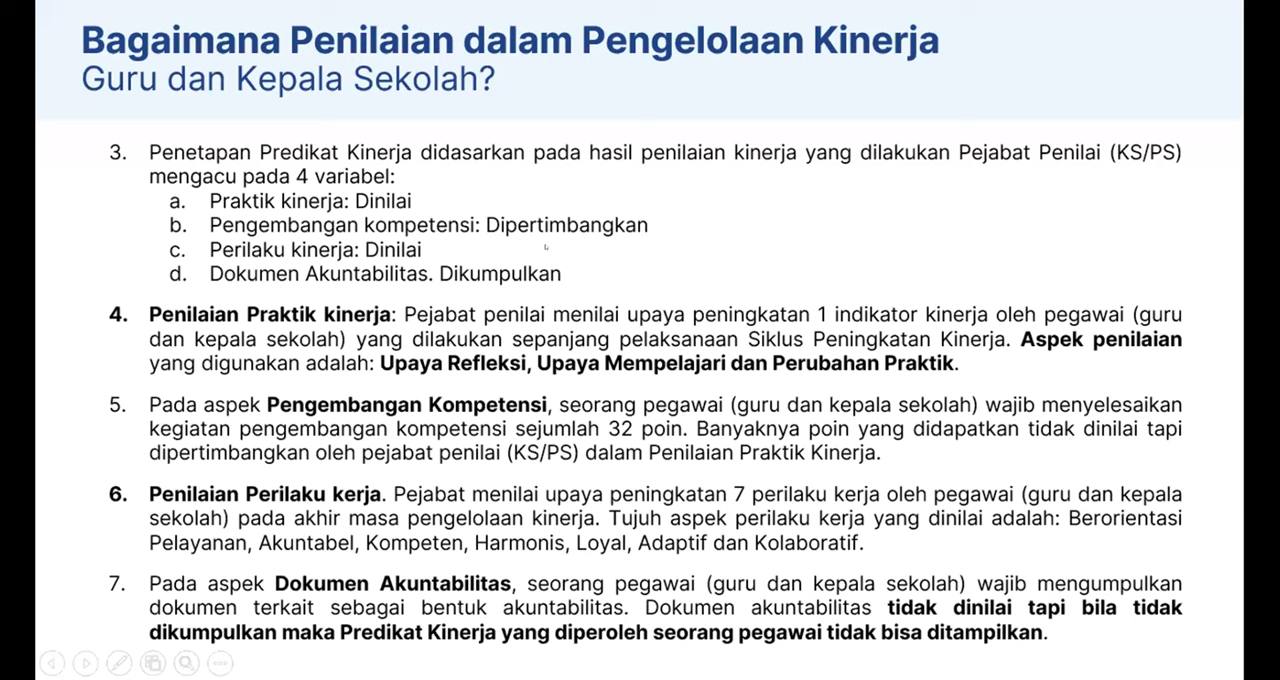 Bagaimana Penilaian dalam Pengelolaan Kinerja
Guru dan Kepala Sekolah?
3. Penetapan Predikat Kinerja didasarkan pada hasil penilaian kinerja yang dilakukan Pejabat Penilai (KS/PS)
mengacu pada 4 variabel:
a. Praktik kinerja: Dinilai
b. Pengembangan kompetensi: Dipertimbangkan
c. Perilaku kinerja: Dinilai
d. Dokumen Akuntabilitas. Dikumpulkan
4. Penilaian Praktik kinerja: Pejabat penilai menilai upaya peningkatan 1 indikator kinerja oleh pegawai (guru
dan kepala sekolah) yang dilakukan sepanjang pelaksanaan Siklus Peningkatan Kinerja. Aspek penilaian
yang digunakan adalah: Upaya Refleksi, Upaya Mempelajari dan Perubahan Praktik.
5. Pada aspek Pengembangan Kompetensi, seorang pegawai (guru dan kepala sekolah) wajib menyelesaikan
kegiatan pengembangan kompetensi sejumlah 32 poin. Banyaknya poin yang didapatkan tidak dinilai tapi
dipertimbangkan oleh pejabat penilai (KS/PS) dalam Penilaian Praktik Kinerja.
6. Penilaian Perilaku kerja. Pejabat menilai upaya peningkatan 7 perilaku kerja oleh pegawai (guru dan kepala
sekolah) pada akhir masa pengelolaan kinerja. Tujuh aspek perilaku kerja yang dinilai adalah: Berorientasi
Pelayanan, Akuntabel, Kompeten, Harmonis, Loyal, Adaptif dan Kolaboratif.
7. Pada aspek Dokumen Akuntabilitas, seorang pegawai (guru dan kepala sekolah) wajib mengumpulkan
dokumen terkait sebagai bentuk akuntabilitas. Dokumen akuntabilitas tidak dinilai tapi bila tidak
dikumpulkan maka Predikat Kinerja yang diperoleh seorang pegawai tidak bisa ditampilkan.